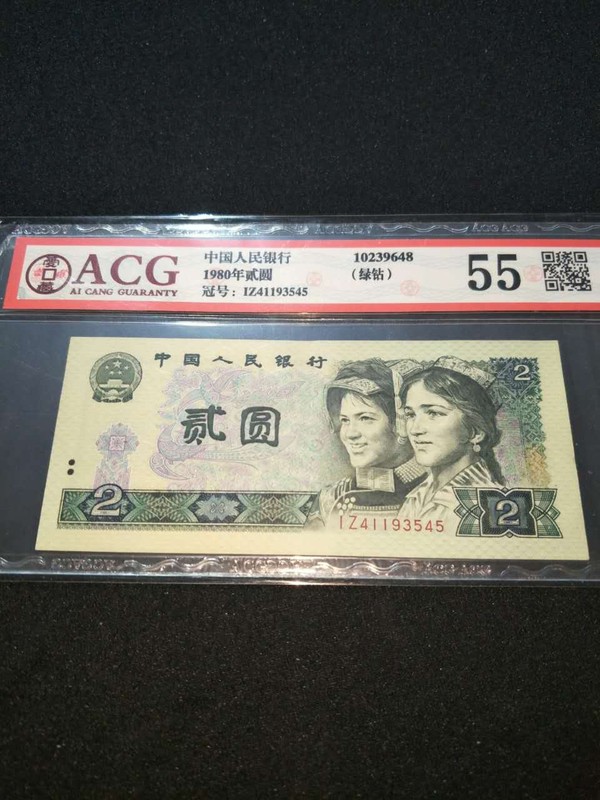 ACG
AI CANG GUARANTY
中国人民银行
1980年贰圆
冠号: IZ41193545
10239648
(绿钻)
55
中国人民银行
2
贰圆
2
IZ41193545
2